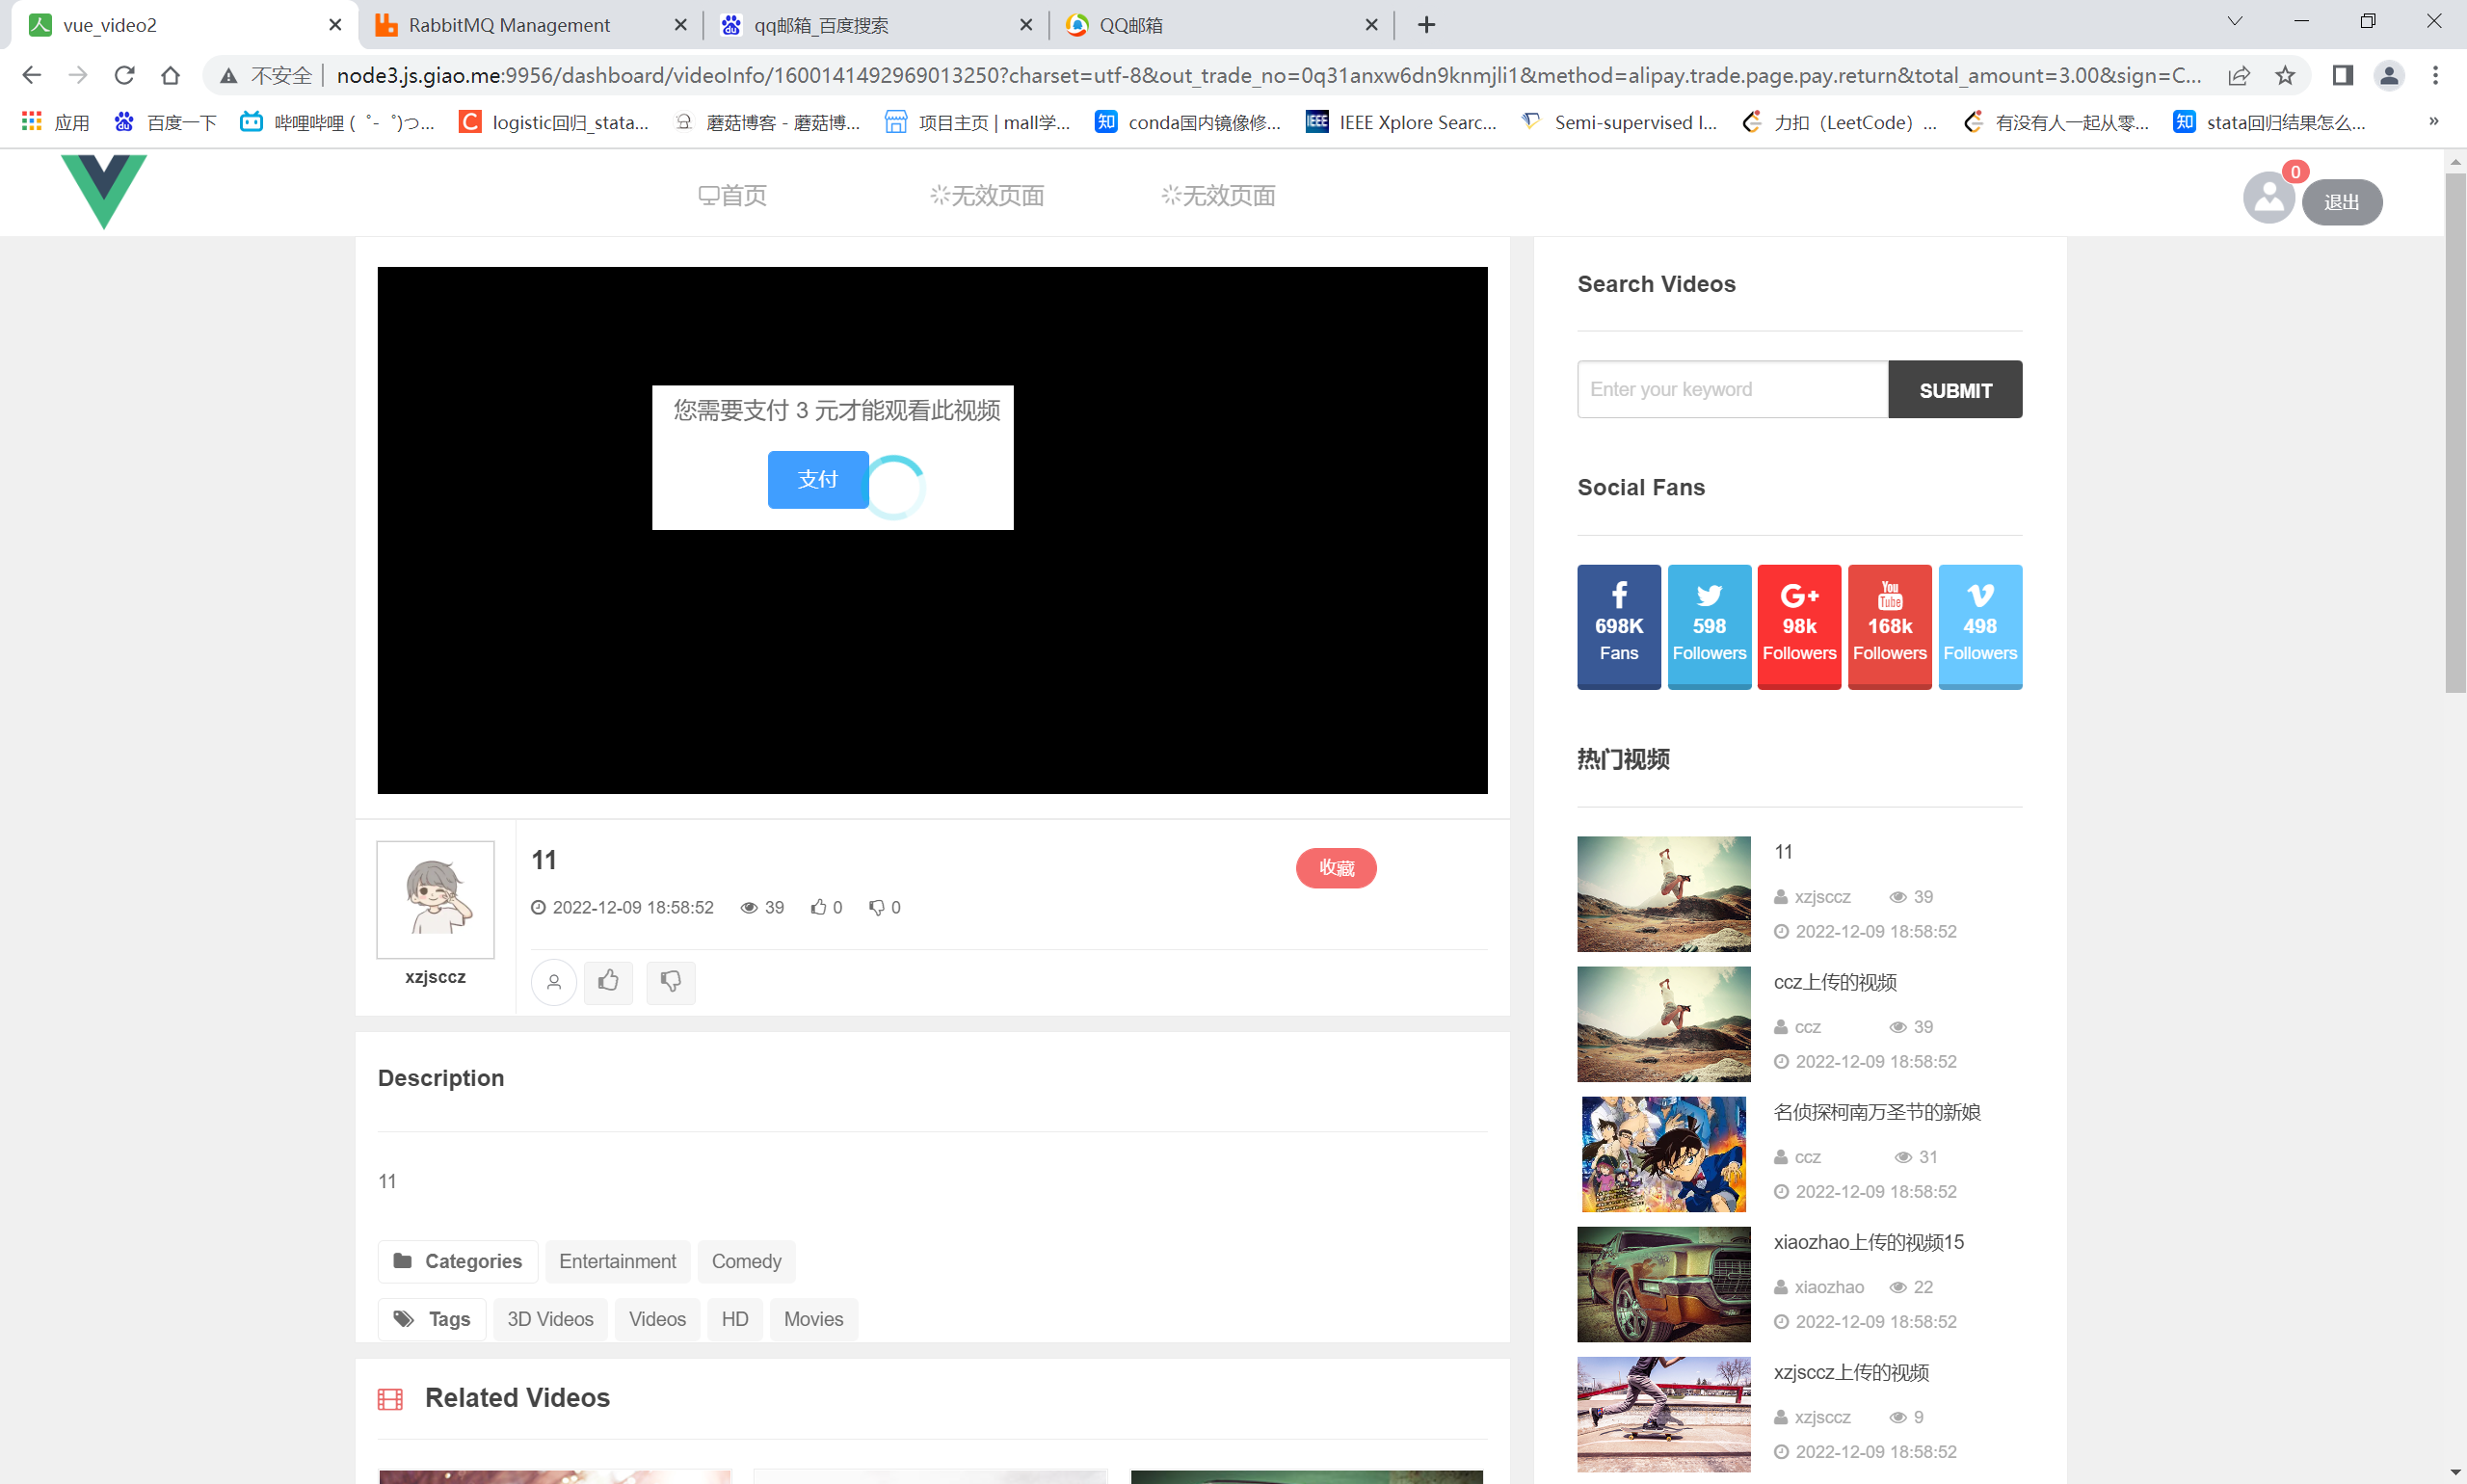 vue_video2
RabbitMQ Management
qq邮箱_百度搜索
QQ邮箱
不安全
node3.js.giao.me:9956/dashboard/videoInfo/1600141492969013250?charset=utf-8&out_trade_no=0q31anxw6dn9knmjli1&method=alipay.trade.page.pay.return&total_amount=3.00&sign=C...
应用
百度一下
哔哩哔哩 ( ゜- ゜)つ...
logistic回归_stata...
蘑菇博客 - 蘑菇博...
项目主页 | mall学...
conda国内镜像修...
IEEE Xplore Searc...
Semi-supervised l...
力扣（LeetCode）...
有没有人一起从零...
stata回归结果怎么...
»
首页
无效页面
无效页面
0
退出
您需要支付 3 元才能观看此视频
支付
xzjsccz
11
收藏
2022-12-09 18:58:52
39
0
0
Description
11
Categories
Entertainment
Comedy
Tags
3D Videos
Videos
HD
Movies
Related Videos
Search Videos
Enter your keyword
SUBMIT
Social Fans
698K
Fans
598
Followers
98k
Followers
You
Tube
168k
Followers
498
Followers
热门视频
11
xzjsccz
39
2022-12-09 18:58:52
ccz上传的视频
ccz
39
2022-12-09 18:58:52
名侦探柯南万圣节的新娘
ccz
31
2022-12-09 18:58:52
xiaozhao上传的视频15
xiaozhao
22
2022-12-09 18:58:52
xzjsccz上传的视频
xzjsccz
9
2022-12-09 18:58:52